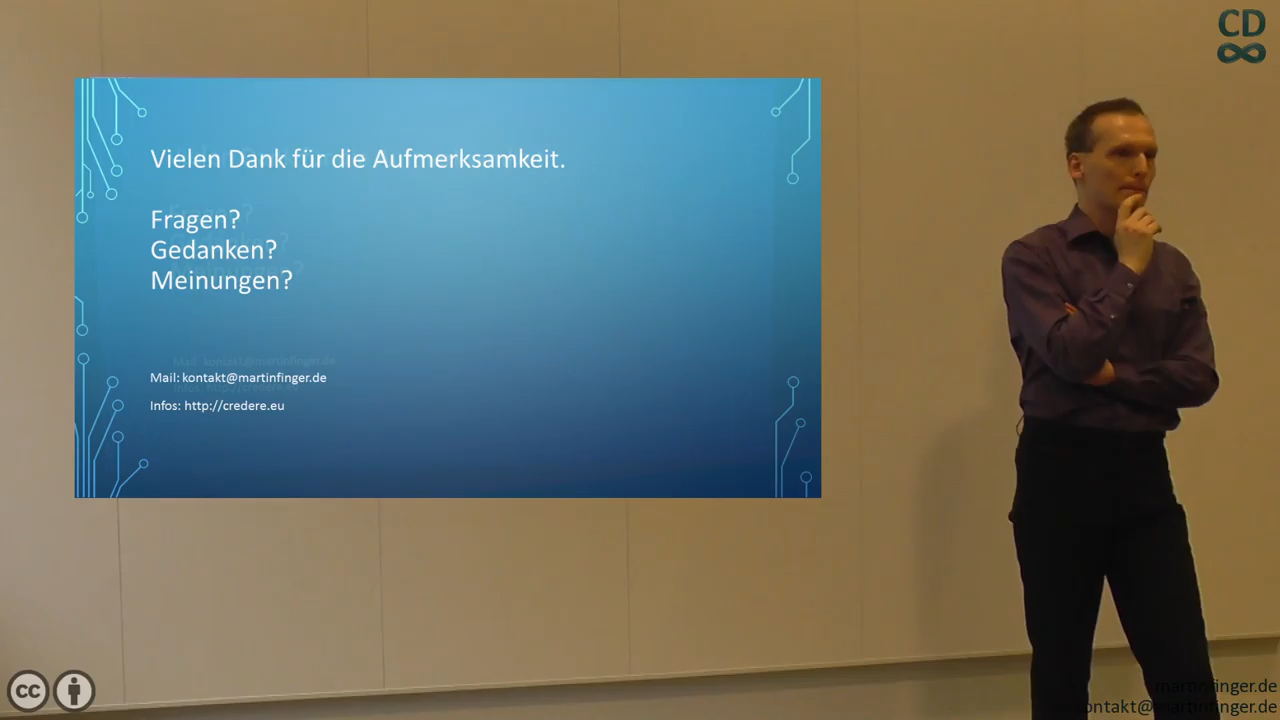 CD
Vielen Dank für die Aufmerksamkeit.
Fragen?
Gedanken?
Meinungen?
Mail: kontakt@martinfinger.de
Infos: http://credere.eu
cc
martinfinger.de
kontakt@martinfinger.de